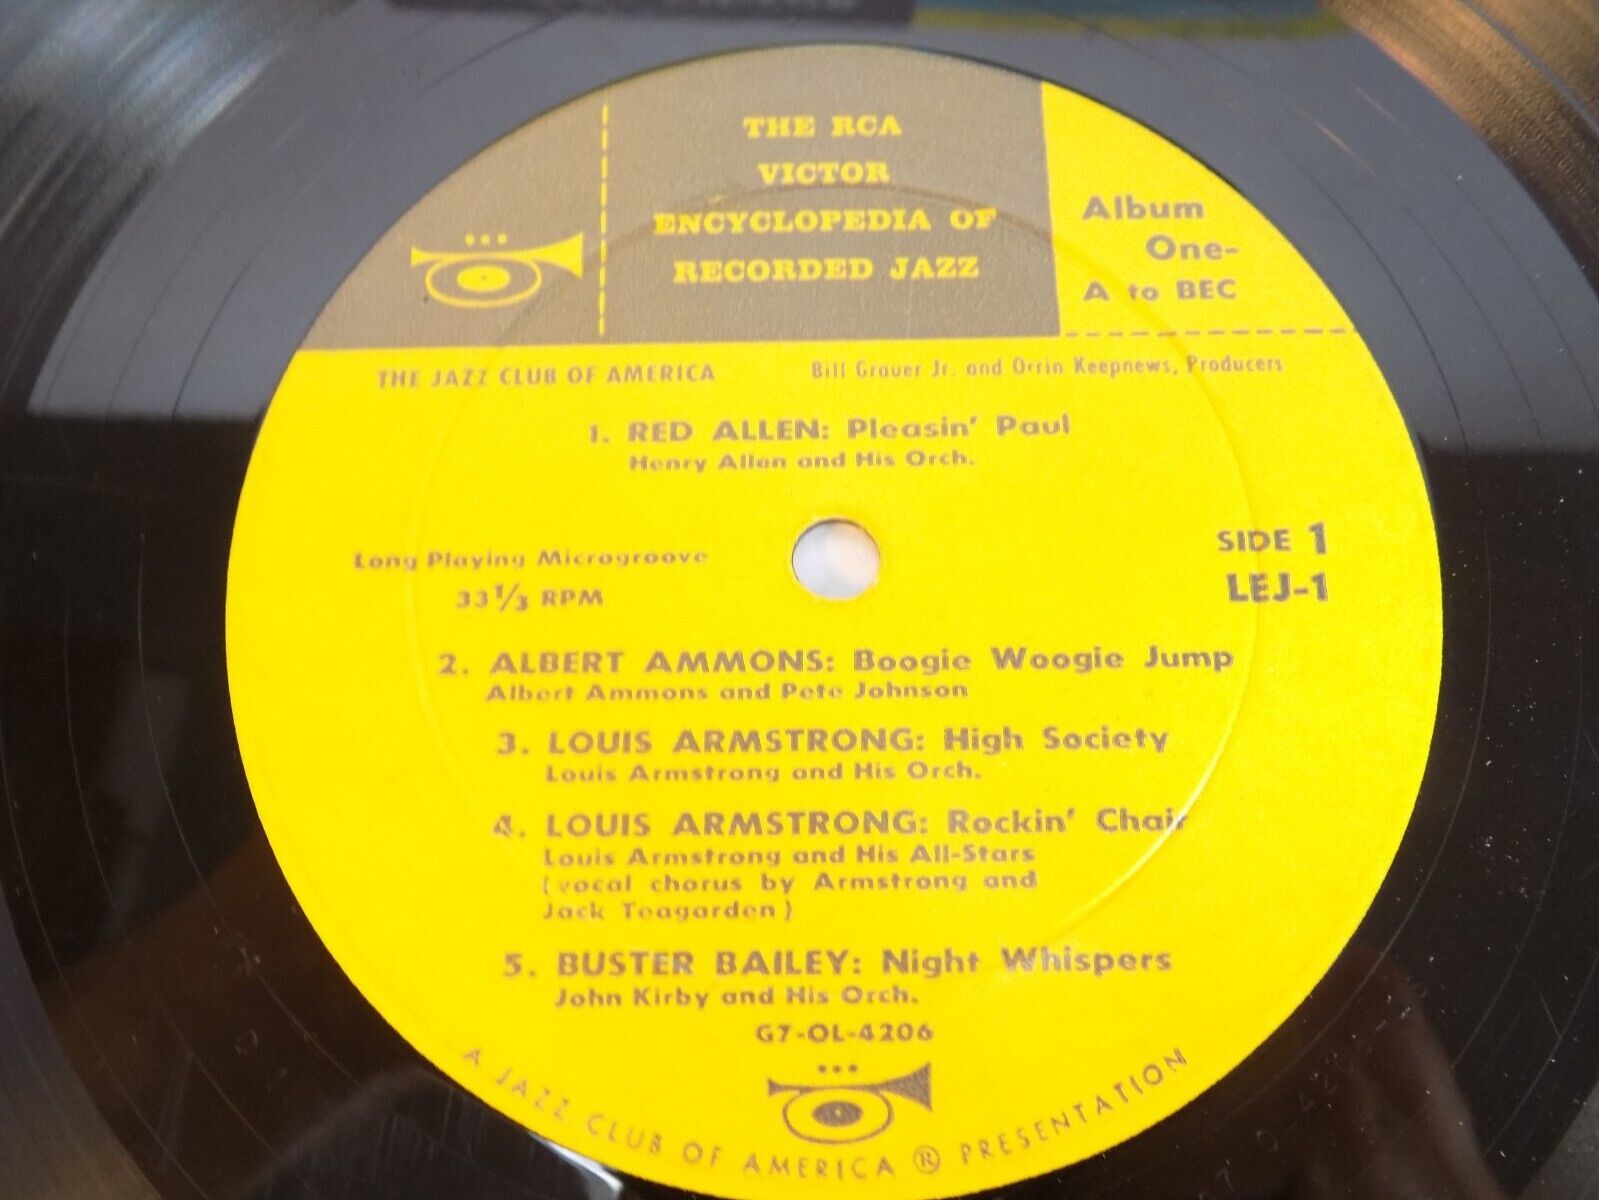 THE RCA
VICTOR
ENCYCLOPEDIA OF
RECORDED JAZZ
Album
One-
A to BEC
THE JAZZ CLUB OF AMERICA
Bill Grauer Jr. and Orrin Keepnews, Producers
1. RED ALLEN: Pleasin' Paul
Henry Allen and His Orch.
Long Playing Microgroove
33 1/3 RPM
SIDE 1
LEJ-1
2. ALBERT AMMONS: Boogie Woogie Jump
Albert Ammons and Pete Johnson
3. LOUIS ARMSTRONG: High Society
Louis Armstrong and His Orch.
4. LOUIS ARMSTRONG: Rockin' Chair
Louis Armstrong and His All-Stars
(vocal chorus by Armstrong and
Jack Teagarden)
5. BUSTER BAILEY: Night Whispers
John Kirby and His Orch.
G7-OL-4206
A JAZZ CLUB OF AMERICA ® PRESENTATION